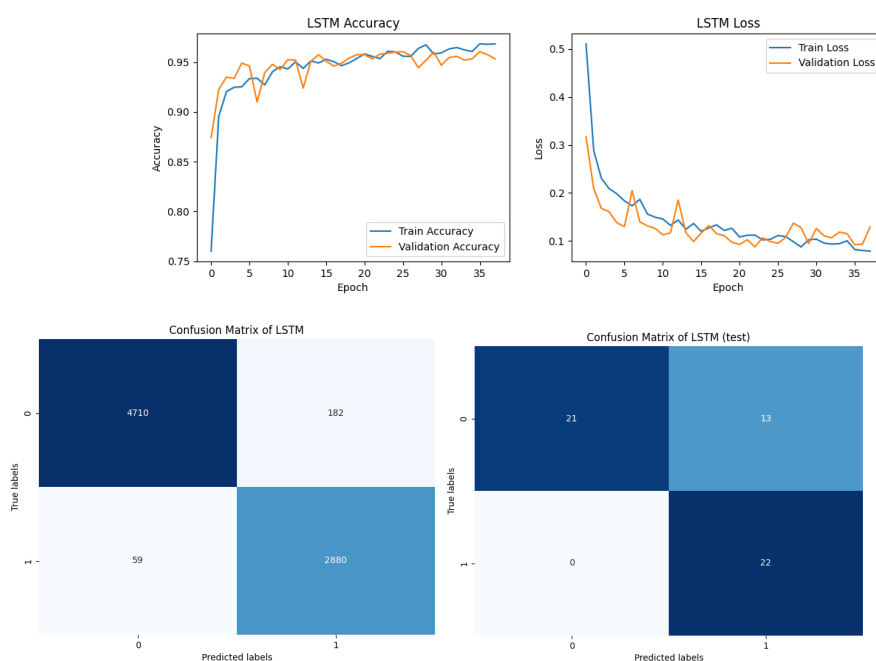 LSTM Accuracy
0.95
0.90
0.85
0.80
0.75
Accuracy
0 5 10 15 20 25 30 35
Epoch
Train Accuracy
Validation Accuracy
LSTM Loss
0.5
0.4
0.3
0.2
0.1
Loss
0 5 10 15 20 25 30 35
Epoch
Train Loss
Validation Loss
Confusion Matrix of LSTM
True labels
0
4710 182
1
59 2880
0 1
Predicted labels
Confusion Matrix of LSTM (test)
True labels
0
21 13
1
0 22
0 1
Predicted labels